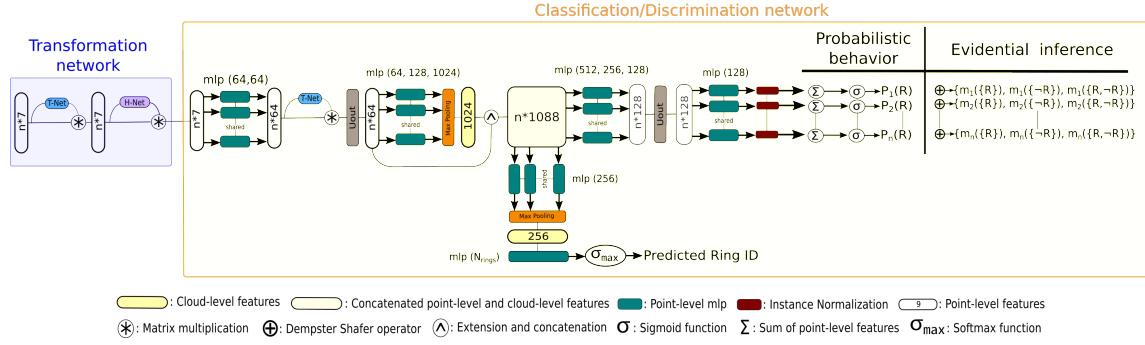 Classification/Discrimination network
Transformation
network
Probabilistic
behavior
Evidential inference
n*7
T-Net
n*7
H-Net
n*7
mlp (64,64)
shared
n*64
T-Net
Uout
n*64
mlp (64, 128, 1024)
shared
Max Pooling
1024
n*1088
mlp (512, 256, 128)
shared
n*128
Uout
n*128
mlp (128)
shared
Σ σ P₁(R)
Σ σ P₂(R)
Σ σ Pₙ(R)
⊕ {m₁({R}), m₁({¬R}), m₁({R,¬R})}
⊕ {m₂({R}), m₂({¬R}), m₂({R,¬R})}
⊕ {mₙ({R}), mₙ({¬R}), mₙ({R,¬R})}
shared
mlp (256)
Max Pooling
256
mlp (N_rings)
σ_max
Predicted Ring ID
: Cloud-level features
: Concatenated point-level and cloud-level features
: Point-level mlp
: Instance Normalization
9 : Point-level features
: Matrix multiplication
⊕ : Dempster Shafer operator
: Extension and concatenation
σ : Sigmoid function
Σ : Sum of point-level features
σ_max : Softmax function